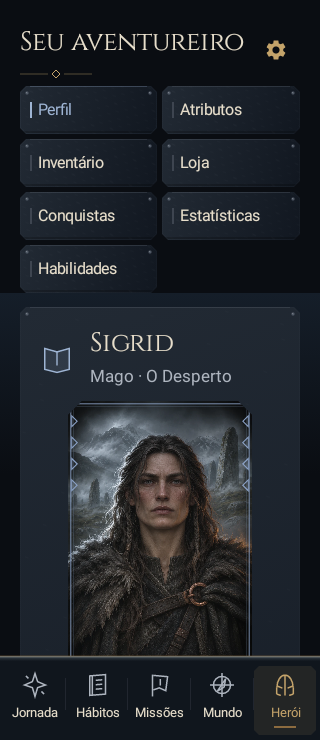 Seu aventureiro
Perfil
Atributos
Inventário
Loja
Conquistas
Estatísticas
Habilidades
Sigrid
Mago · O Desperto
Jornada
Hábitos
Missões
Mundo
Herói